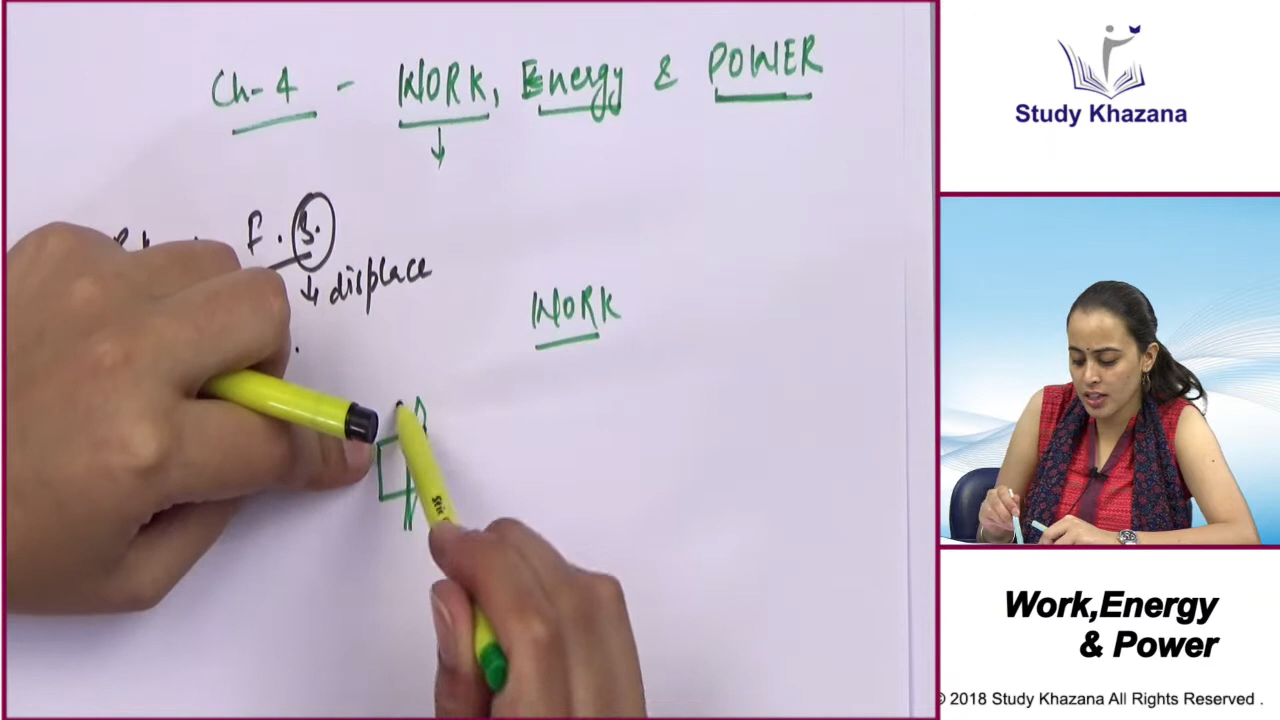 Ch-4 - WORK, Energy & POWER
F. S.
displace
WORK
Study Khazana
Work,Energy
& Power
© 2018 Study Khazana All Rights Reserved .